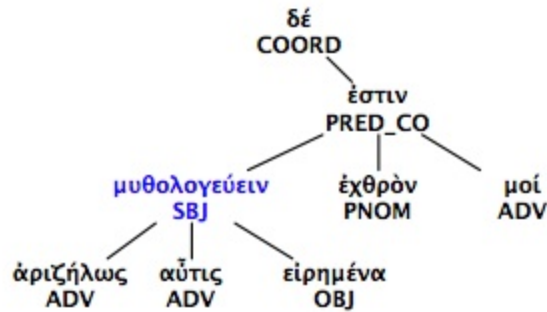 δέ
COORD
ἐστιν
PRED_CO
μυθολογεύειν ἐχθρὸν μοί
SBJ PNOM ADV
ἀριζήλως αὖτις εἰρημένα
ADV ADV OBJ